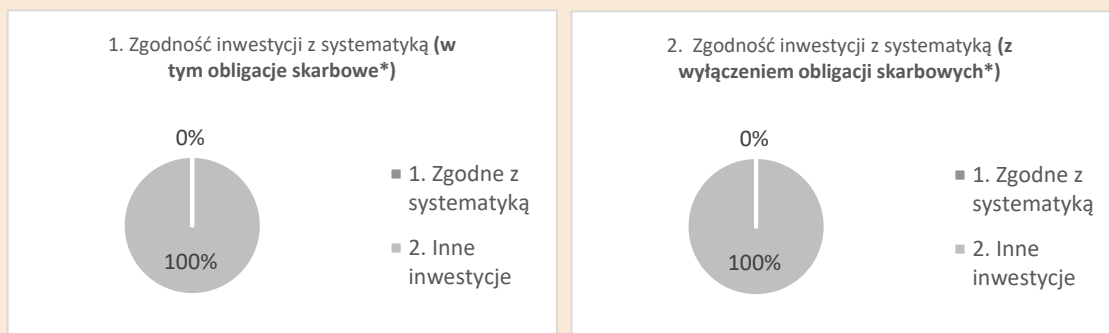 1. Zgodność inwestycji z systematyką (w
tym obligacje skarbowe*)
0%
100%
1. Zgodne z
systematyką
2. Inne
inwestycje
2. Zgodność inwestycji z systematyką (z
wyłączeniem obligacji skarbowych*)
0%
100%
1. Zgodne z
systematyką
2. Inne
inwestycje